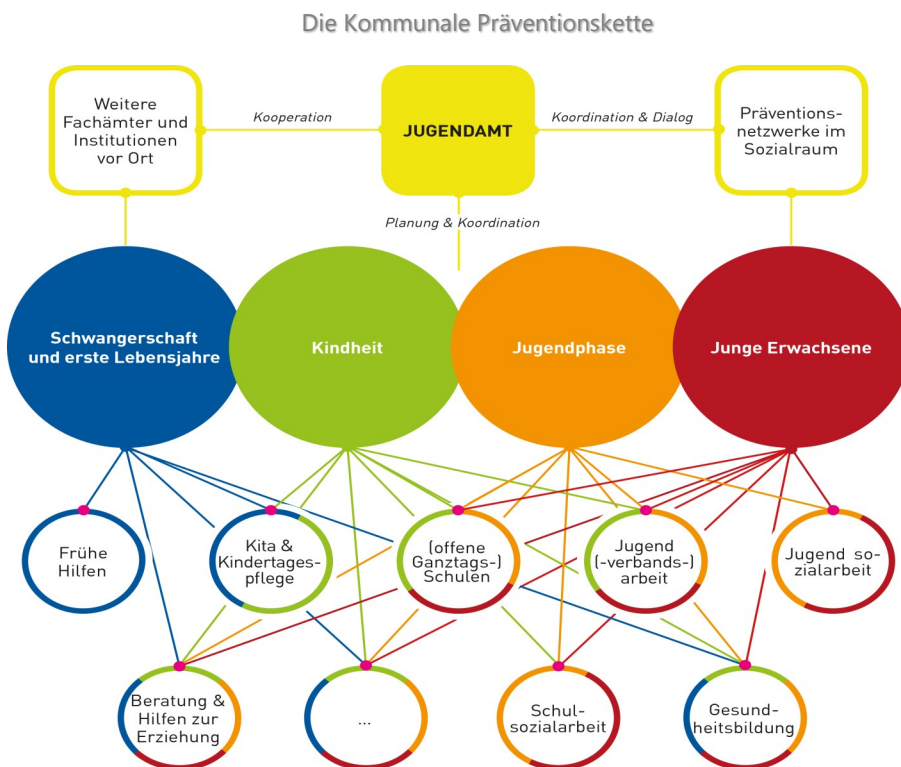 Die Kommunale Präventionskette
Weitere
Fachämter und
Institutionen
vor Ort
Kooperation
JUGENDAMT
Koordination & Dialog
Präventions-
netzwerke im
Sozialraum
Planung & Koordination
Schwangerschaft
und erste Lebensjahre
Kindheit
Jugendphase
Junge Erwachsene
Frühe
Hilfen
Kita &
Kindertages-
pflege
(offene
Ganztags-)
Schulen
Jugend
(-verbands-)
arbeit
Jugend so-
zialarbeit
Beratung &
Hilfen zur
Erziehung
...
Schul-
sozialarbeit
Gesund-
heitsbildung